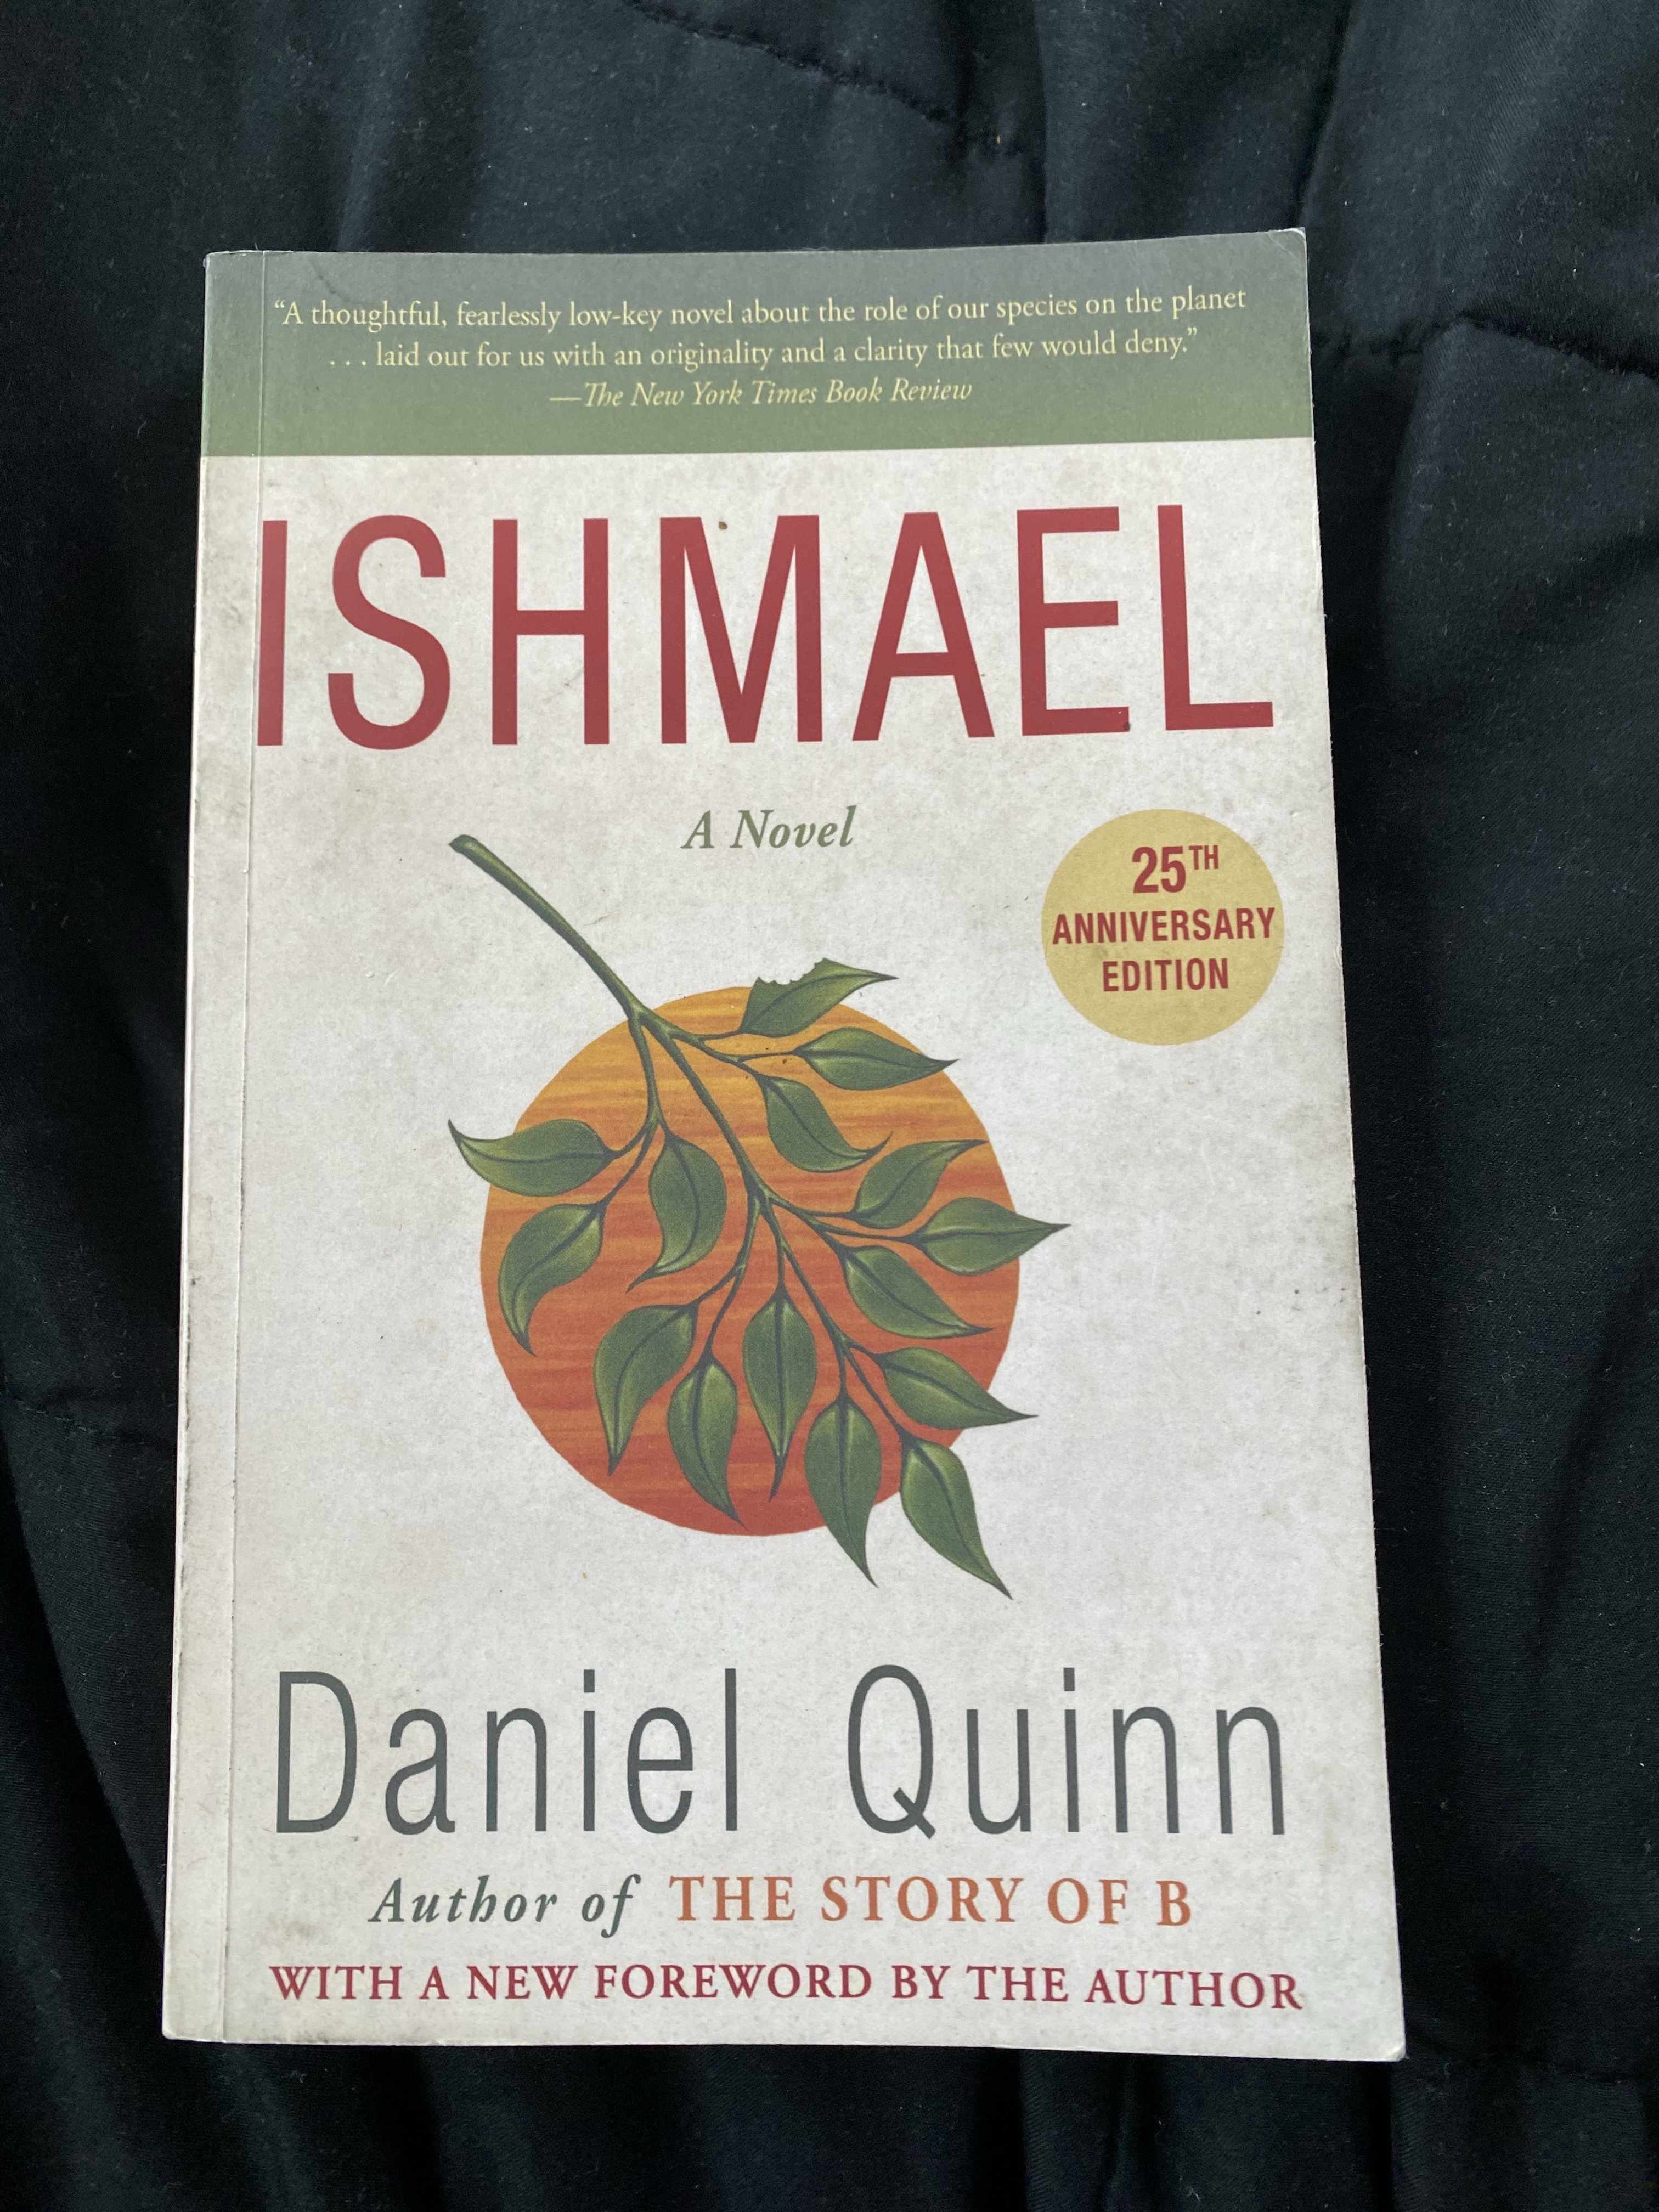 “A thoughtful, fearlessly low-key novel about the role of our species on the planet
. . . laid out for us with an originality and a clarity that few would deny.”
—The New York Times Book Review
ISHMAEL
A Novel
25TH
ANNIVERSARY
EDITION
Daniel Quinn
Author of THE STORY OF B
WITH A NEW FOREWORD BY THE AUTHOR